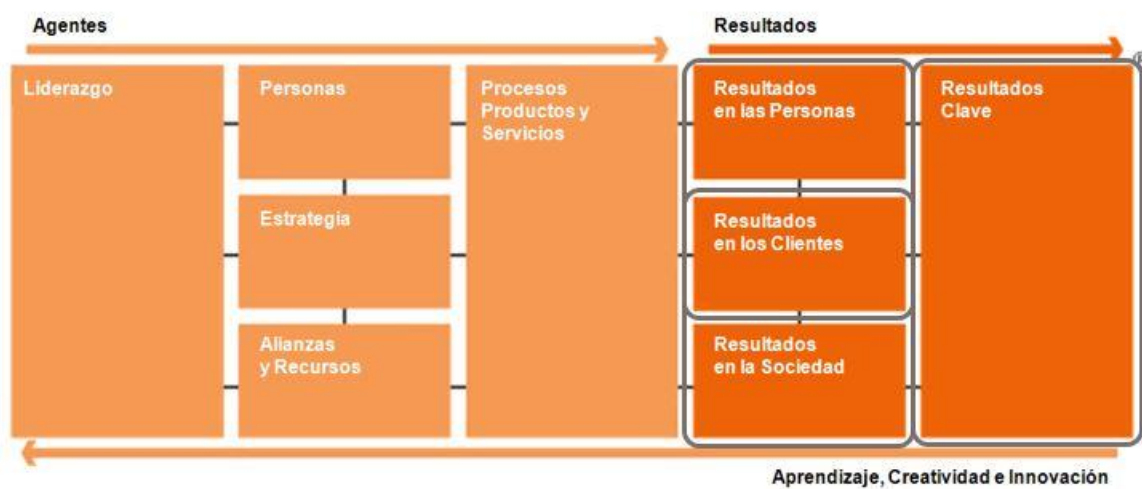 Agentes
Resultados
Liderazgo
Personas
Procesos
Productos y
Servicios
Resultados
en las Personas
Resultados
Clave
Estrategia
Resultados
en los Clientes
Alianzas
y Recursos
Resultados
en la Sociedad
Aprendizaje, Creatividad e Innovación